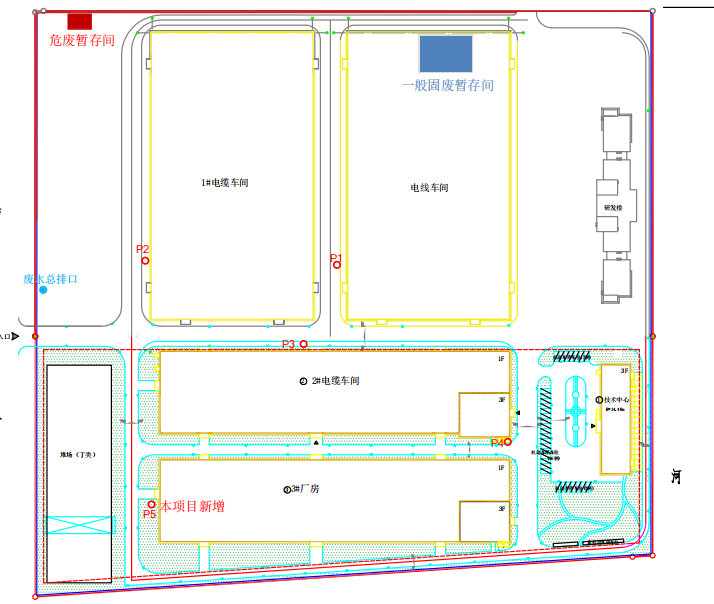 危废暂存间
一般固废暂存间
1#电缆车间
电线车间
研发楼
P2
P1
废水总排口
入口
P3
1F
2#电缆车间
3F
3F
技术中心
P4
堆场（丁类）
1F
3#厂房
本项目新增
P5
3F
河